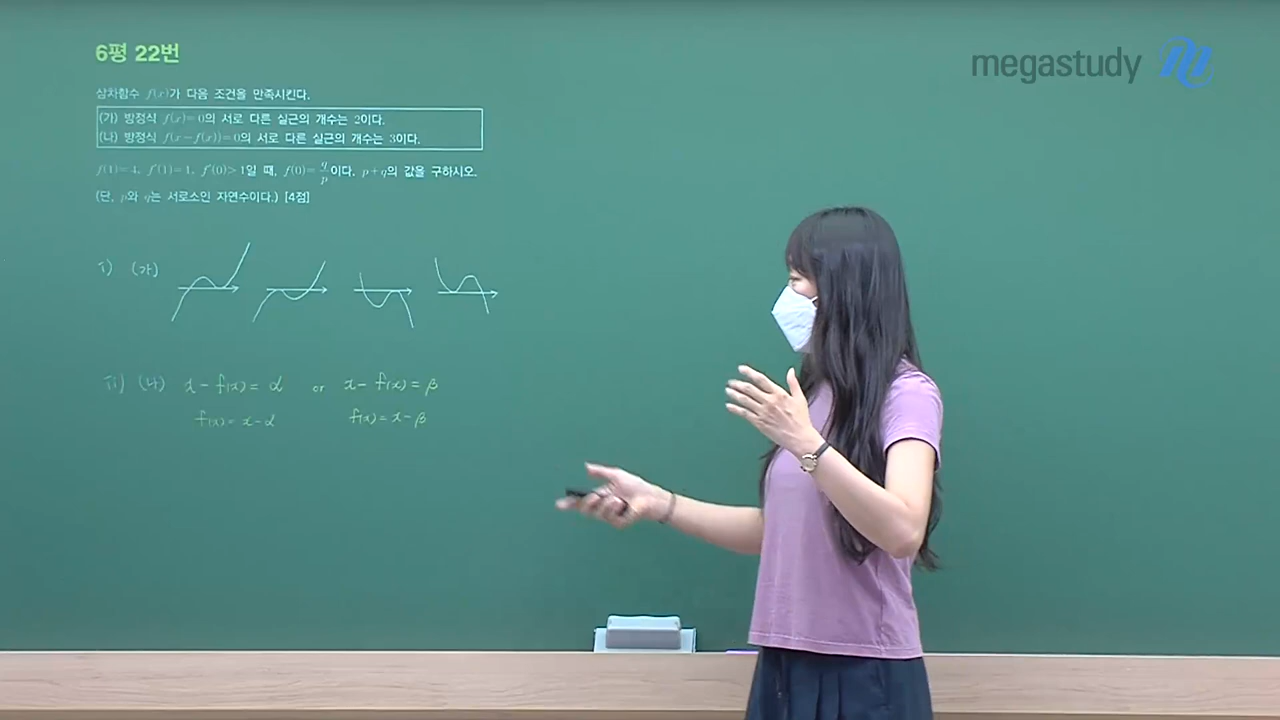 6평 22번
megastudy
삼차함수 f(x)가 다음 조건을 만족시킨다.
(가) 방정식 f(x)=0의 서로 다른 실근의 개수는 2이다.
(나) 방정식 f(x-f(x))=0의 서로 다른 실근의 개수는 3이다.
f(1)=4, f'(1)=1, f'(0)>1일 때, f(0)=q/p이다. p+q의 값을 구하시오.
(단, p와 q는 서로소인 자연수이다.) [4점]
i) (가)
ii) (나) x-f(x)=α or x-f(x)=β
f(x)=x-α f(x)=x-β